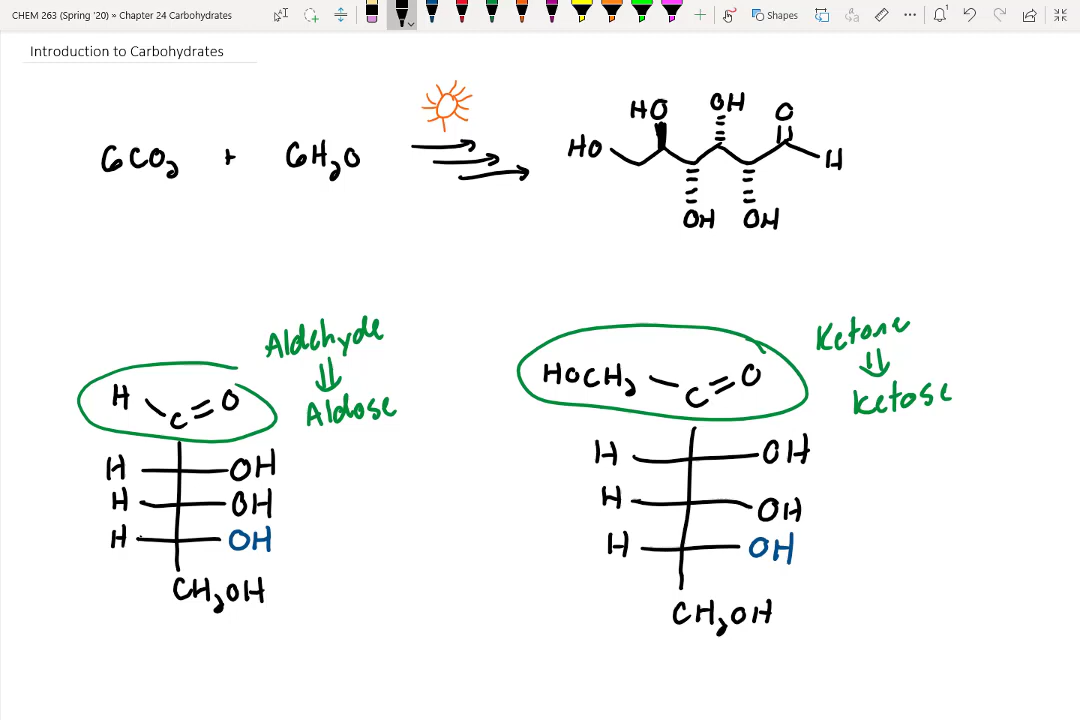 CHEM 263 (Spring '20) » Chapter 24 Carbohydrates
Shapes
Introduction to Carbohydrates
6CO₂ + 6H₂O
HO OH O
HO H
OH OH
Aldehyde
⇓
Aldose
Ketone
⇓
Ketose
H C=O
H OH
H OH
H OH
CH₂OH
HOCH₂ C=O
H OH
H OH
H OH
CH₂OH